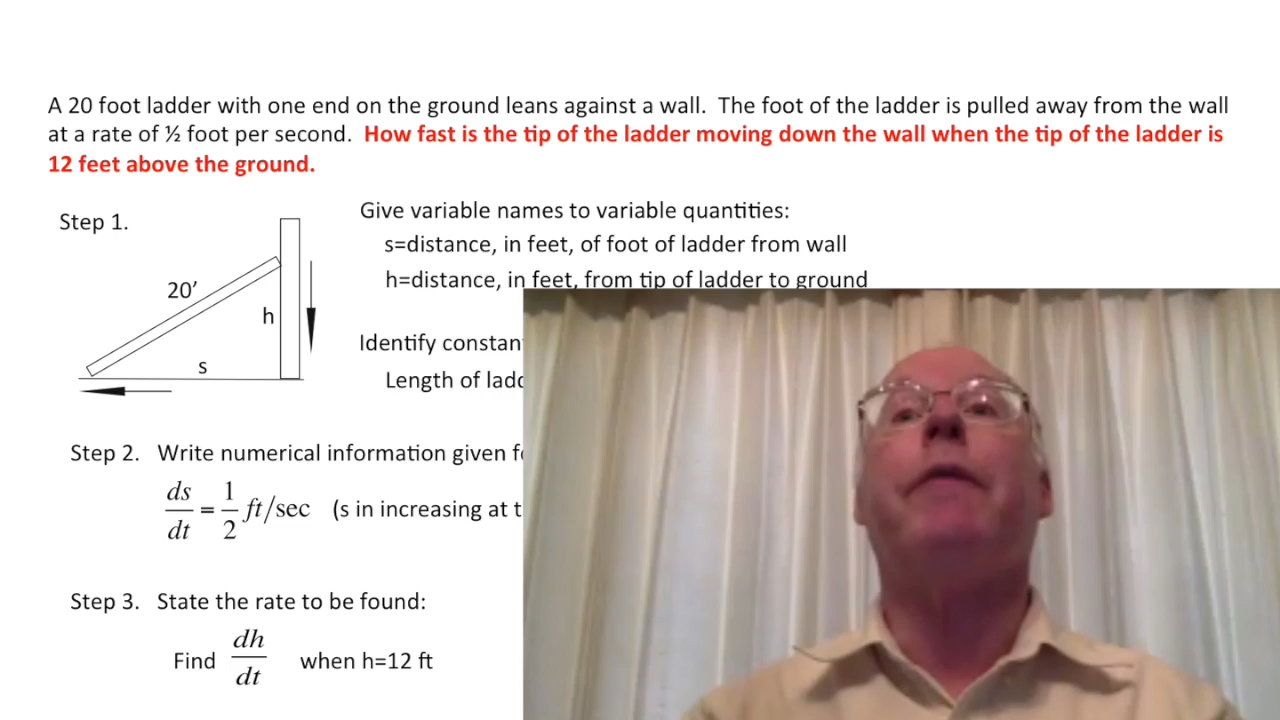 A 20 foot ladder with one end on the ground leans against a wall. The foot of the ladder is pulled away from the wall
at a rate of ½ foot per second. How fast is the tip of the ladder moving down the wall when the tip of the ladder is
12 feet above the ground.
Step 1.
20’
h
s
Give variable names to variable quantities:
s=distance, in feet, of foot of ladder from wall
h=distance, in feet, from tip of ladder to ground
Identify
Length of
Step 2. Write numerical information given
ds/dt = 1/2 ft/sec (s in increasing at
Step 3. State the rate to be found:
Find dh/dt when h=12 ft